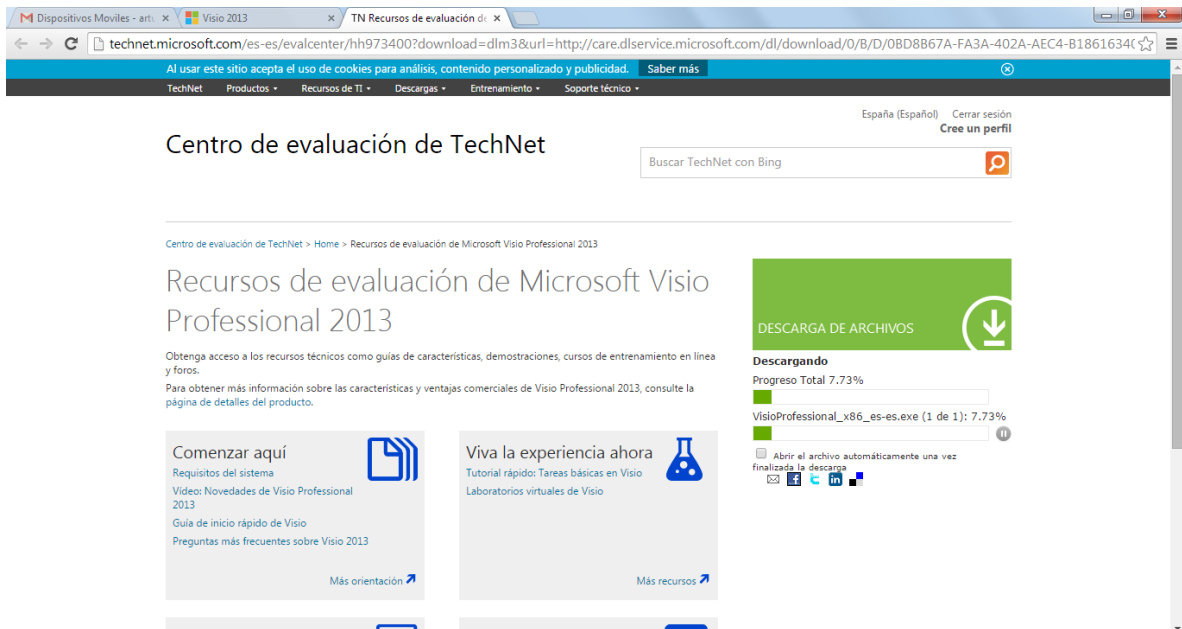 Dispositivos Moviles - artu
Visio 2013
TN Recursos de evaluación de
technet.microsoft.com/es-es/evalcenter/hh973400?download=dlm3&url=http://care.dlservice.microsoft.com/dl/download/0/B/D/0BD8B67A-FA3A-402A-AEC4-B1861634(
Al usar este sitio acepta el uso de cookies para análisis, contenido personalizado y publicidad. Saber más
TechNet Productos Recursos de TI Descargas Entrenamiento Soporte técnico
España (Español) Cerrar sesión
Cree un perfil
Centro de evaluación de TechNet
Buscar TechNet con Bing
Centro de evaluación de TechNet > Home > Recursos de evaluación de Microsoft Visio Professional 2013
Recursos de evaluación de Microsoft Visio
Professional 2013
Obtenga acceso a los recursos técnicos como guías de características, demostraciones, cursos de entrenamiento en línea
y foros.
Para obtener más información sobre las características y ventajas comerciales de Visio Professional 2013, consulte la
página de detalles del producto.
DESCARGA DE ARCHIVOS
Descargando
Progreso Total 7.73%
VisioProfessional_x86_es-es.exe (1 de 1): 7.73%
Abrir el archivo automáticamente una vez
finalizada la descarga
Comenzar aquí
Requisitos del sistema
Vídeo: Novedades de Visio Professional
2013
Guía de inicio rápido de Visio
Preguntas más frecuentes sobre Visio 2013
Más orientación
Viva la experiencia ahora
Tutorial rápido: Tareas básicas en Visio
Laboratorios virtuales de Visio
Más recursos